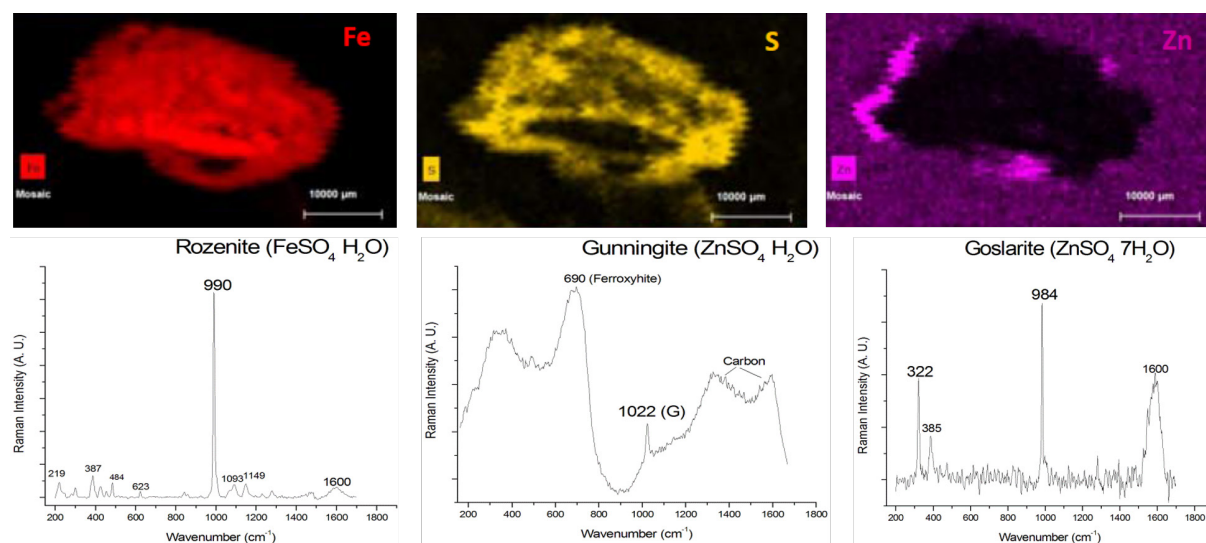 Fe
Fe
Mosaic
10000 µm
S
S
Mosaic
10000 µm
Zn
Zn
Mosaic
10000 µm
Rozenite (FeSO4 H2O)
Raman Intensity (A. U.)
990
219
387
484
623
1093
1149
1600
200 400 600 800 1000 1200 1400 1600 1800
Wavenumber (cm-1)
Gunningite (ZnSO4 H2O)
Raman Intensity (A. U.)
690 (Ferroxyhite)
1022 (G)
Carbon
200 400 600 800 1000 1200 1400 1600 1800
Wavenumber (cm-1)
Goslarite (ZnSO4 7H2O)
Raman Intensity (A. U.)
322
385
984
1600
200 400 600 800 1000 1200 1400 1600 1800
Wavenumber (cm-1)